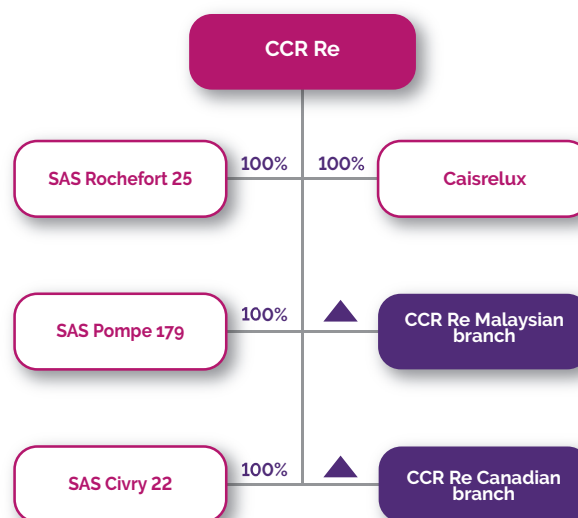 CCR Re
100%
100%
SAS Rochefort 25
Caisrelux
100%
SAS Pompe 179
CCR Re Malaysian
branch
100%
SAS Civry 22
CCR Re Canadian
branch